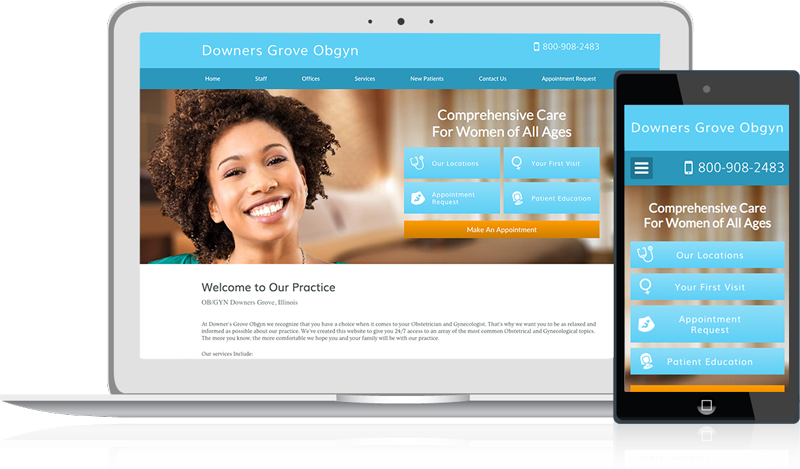 Downers Grove Obgyn
800-908-2483
Home Staff Offices Services New Patients Contact Us Appointment Request
Comprehensive Care
For Women of All Ages
Our Locations
Your First Visit
Appointment
Request
Patient Education
Make An Appointment
Welcome to Our Practice
OB/GYN Downers Grove, Illinois
At Downer's Grove Obgyn we recognize that you have a choice when it comes to your Obstetrician and Gynecologist. That's why we want you to be as relaxed and
informed as possible about our practice. We've created this website to give you 24/7 access to an array of the most common Obstetrical and Gynecological topics.
The more you know, the more comfortable we hope you and your family will be with our practice.
Our services Include:
Downers Grove Obgyn
800-908-2483
Comprehensive Care
For Women of All Ages
Our Locations
Your First Visit
Appointment
Request
Patient Education